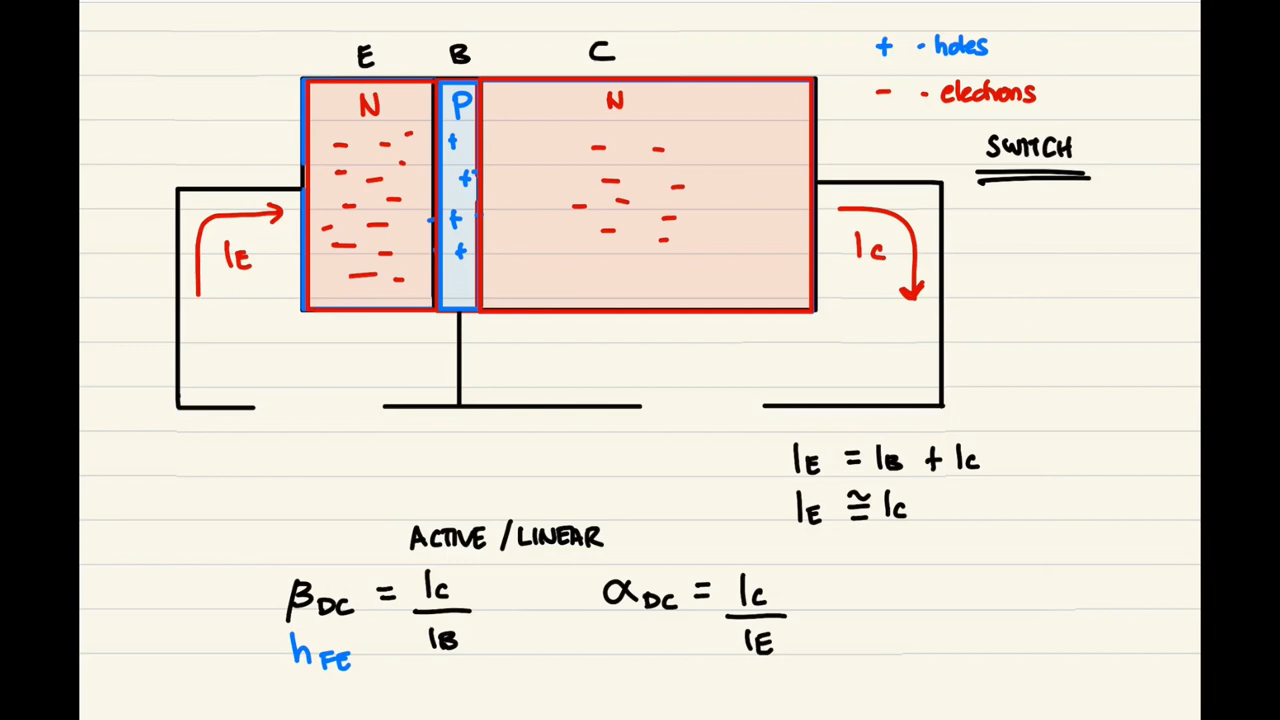 E B C
+ - holes
- - electrons
N P N
SWITCH
IE
IC
IE = IB + IC
IE ≅ IC
ACTIVE / LINEAR
βDC = IC / IB
αDC = IC / IE
hFE